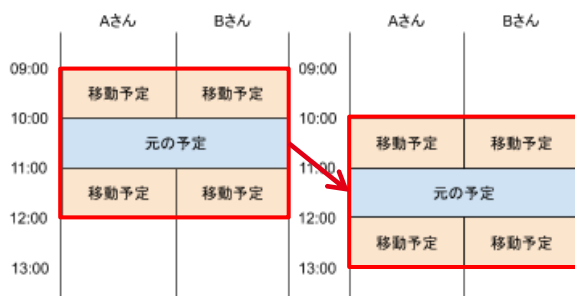 Aさん Bさん Aさん Bさん
09:00 09:00
移動予定 移動予定
10:00 10:00
元の予定 移動予定 移動予定
11:00 11:00
移動予定 移動予定 元の予定
12:00 12:00
移動予定 移動予定
13:00 13:00